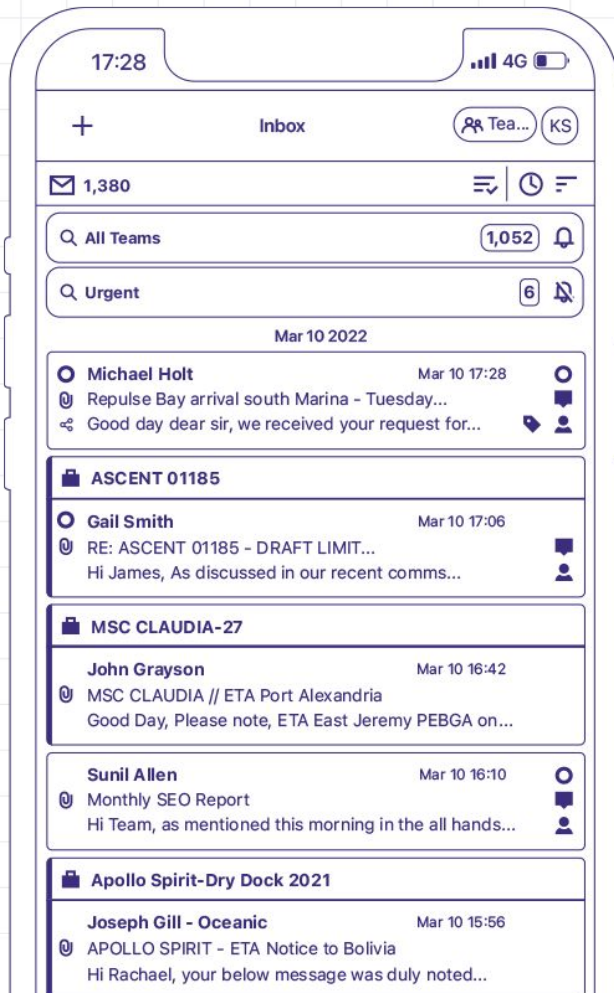 17:28 4G
Inbox Tea... KS
1,380
All Teams 1,052
Urgent 6
Mar 10 2022
Michael Holt Mar 10 17:28
Repulse Bay arrival south Marina - Tuesday...
Good day dear sir, we received your request for...
ASCENT 01185
Gail Smith Mar 10 17:06
RE: ASCENT 01185 - DRAFT LIMIT...
Hi James, As discussed in our recent comms...
MSC CLAUDIA-27
John Grayson Mar 10 16:42
MSC CLAUDIA // ETA Port Alexandria
Good Day, Please note, ETA East Jeremy PEBGA on...
Sunil Allen Mar 10 16:10
Monthly SEO Report
Hi Team, as mentioned this morning in the all hands...
Apollo Spirit-Dry Dock 2021
Joseph Gill - Oceanic Mar 10 15:56
APOLLO SPIRIT - ETA Notice to Bolivia
Hi Rachael, your below message was duly noted...